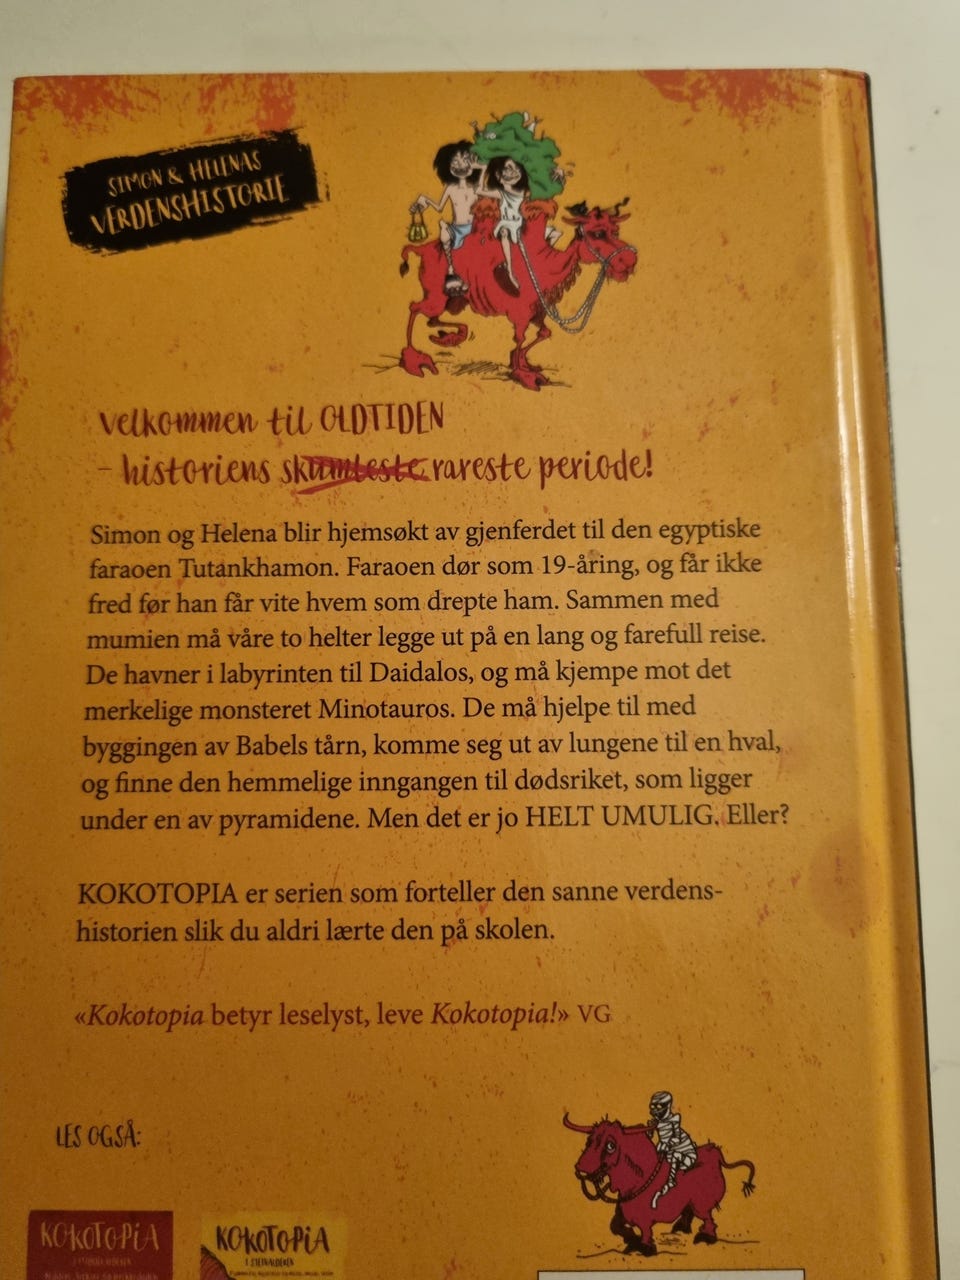 SIMON & HELENAS
VERDENSHISTORIE
Velkommen til OLDTIDEN
– historiens skumleste rareste periode!
Simon og Helena blir hjemsøkt av gjenferdet til den egyptiske
faraoen Tutankhamon. Faraoen dør som 19-åring, og får ikke
fred før han får vite hvem som drepte ham. Sammen med
mumien må våre to helter legge ut på en lang og farefull reise.
De havner i labyrinten til Daidalos, og må kjempe mot det
merkelige monsteret Minotauros. De må hjelpe til med
byggingen av Babels tårn, komme seg ut av lungene til en hval,
og finne den hemmelige inngangen til dødsriket, som ligger
under en av pyramidene. Men det er jo HELT UMULIG. Eller?
KOKOTOPIA er serien som forteller den sanne verdens-
historien slik du aldri lærte den på skolen.
«Kokotopia betyr leselyst, leve Kokotopia!» VG
LES OGSÅ:
KOKOTOPIA
KOKOTOPIA
I STEINALDEREN